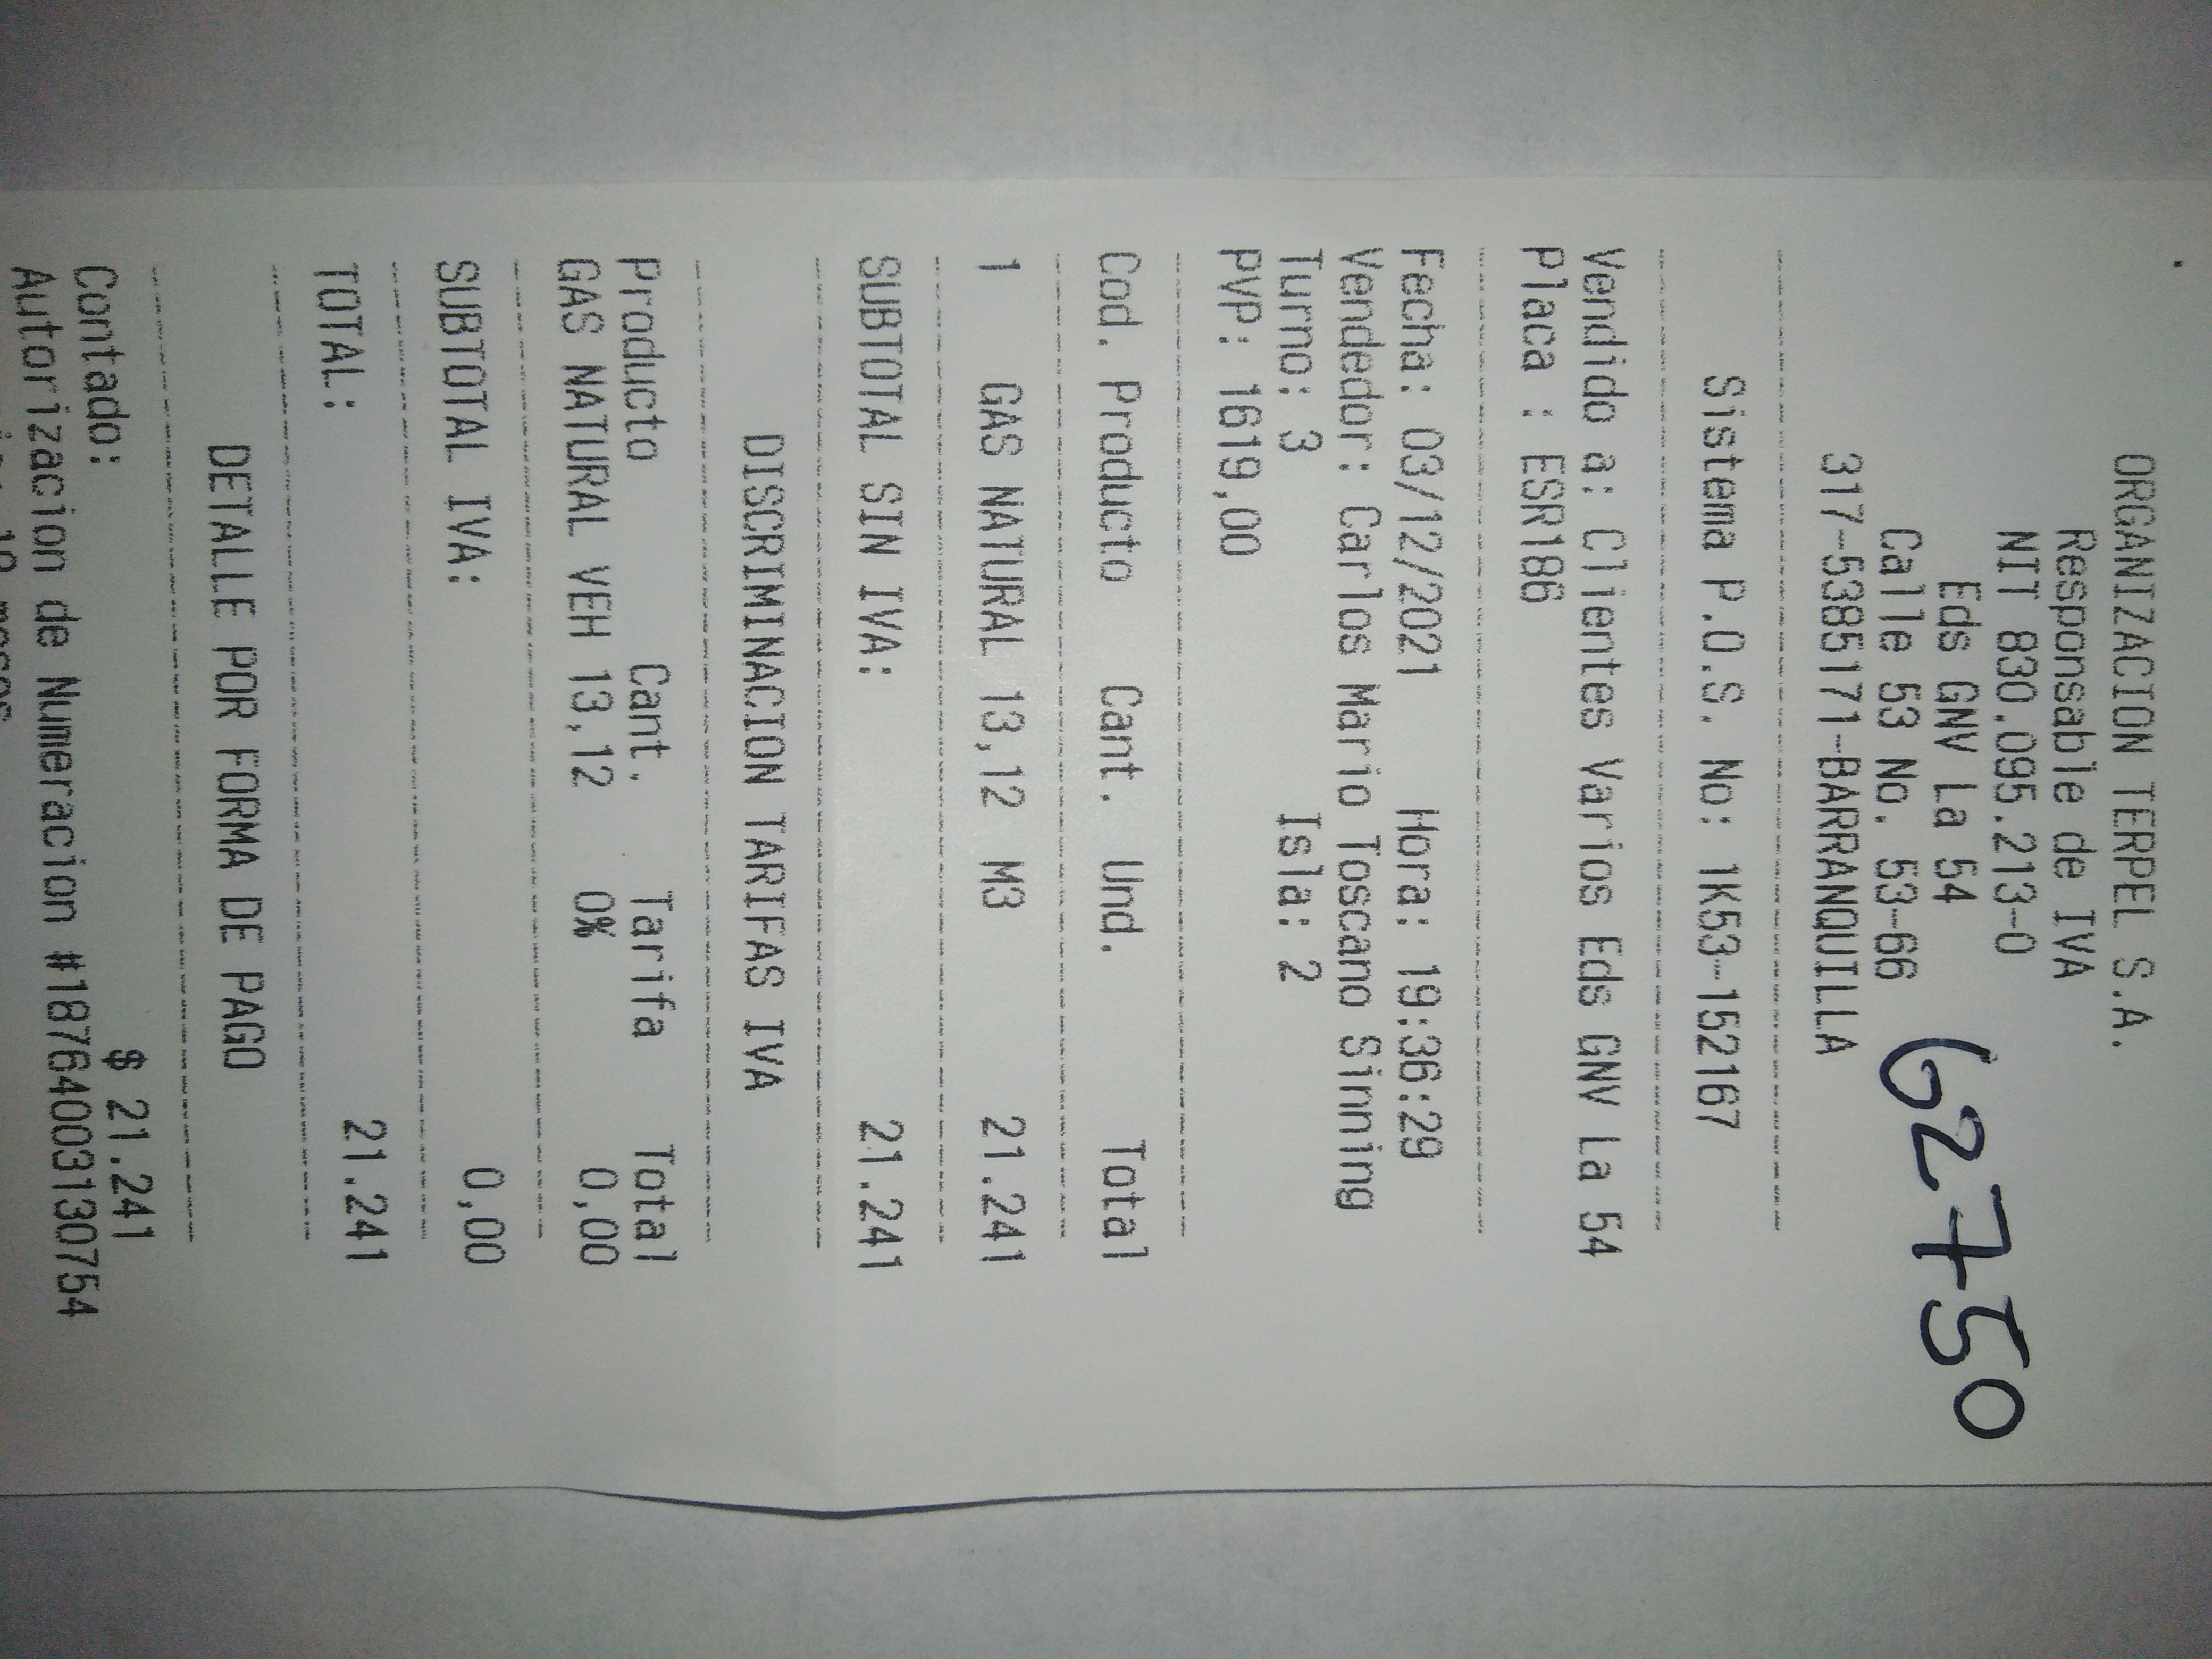 ORGANIZACION TERPEL S.A.
Responsable de IVA
NIT 830.095.213-0
Eds GNV La 54
Calle 53 No. 53-66
317-5385171-BARRANQUILLA
62750
Sistema P.O.S. No: 1K53-152167
Vendido a: Clientes Varios Eds GNV La 54
Placa : ESR186
Fecha: 03/12/2021 Hora: 19:36:29
Vendedor: Carlos Mario Toscano Sinning
Turno: 3 Isla: 2
PVP: 1619,00
Cod. Producto Cant. Und. Total
1 GAS NATURAL 13,12 M3 21.241
SUBTOTAL SIN IVA: 21.241
DISCRIMINACION TARIFAS IVA
Producto Cant. Tarifa Total
GAS NATURAL VEH 13,12 0% 0,00
SUBTOTAL IVA: 0,00
TOTAL: 21.241
DETALLE POR FORMA DE PAGO
Contado: $ 21.241
Autorizacion de Numeracion #18764003130754